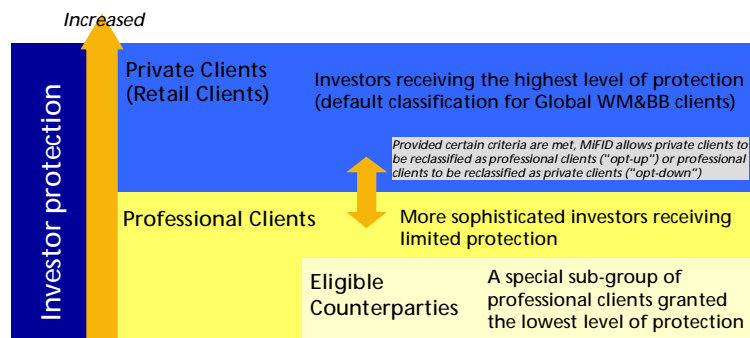 Increased
Investor protection
Private Clients
(Retail Clients)
Investors receiving the highest level of protection
(default classification for Global WM&BB clients)
Provided certain criteria are met, MiFID allows private clients to
be reclassified as professional clients ("opt-up") or professional
clients to be reclassified as private clients ("opt-down")
Professional Clients
More sophisticated investors receiving
limited protection
Eligible
Counterparties
A special sub-group of
professional clients granted
the lowest level of protection